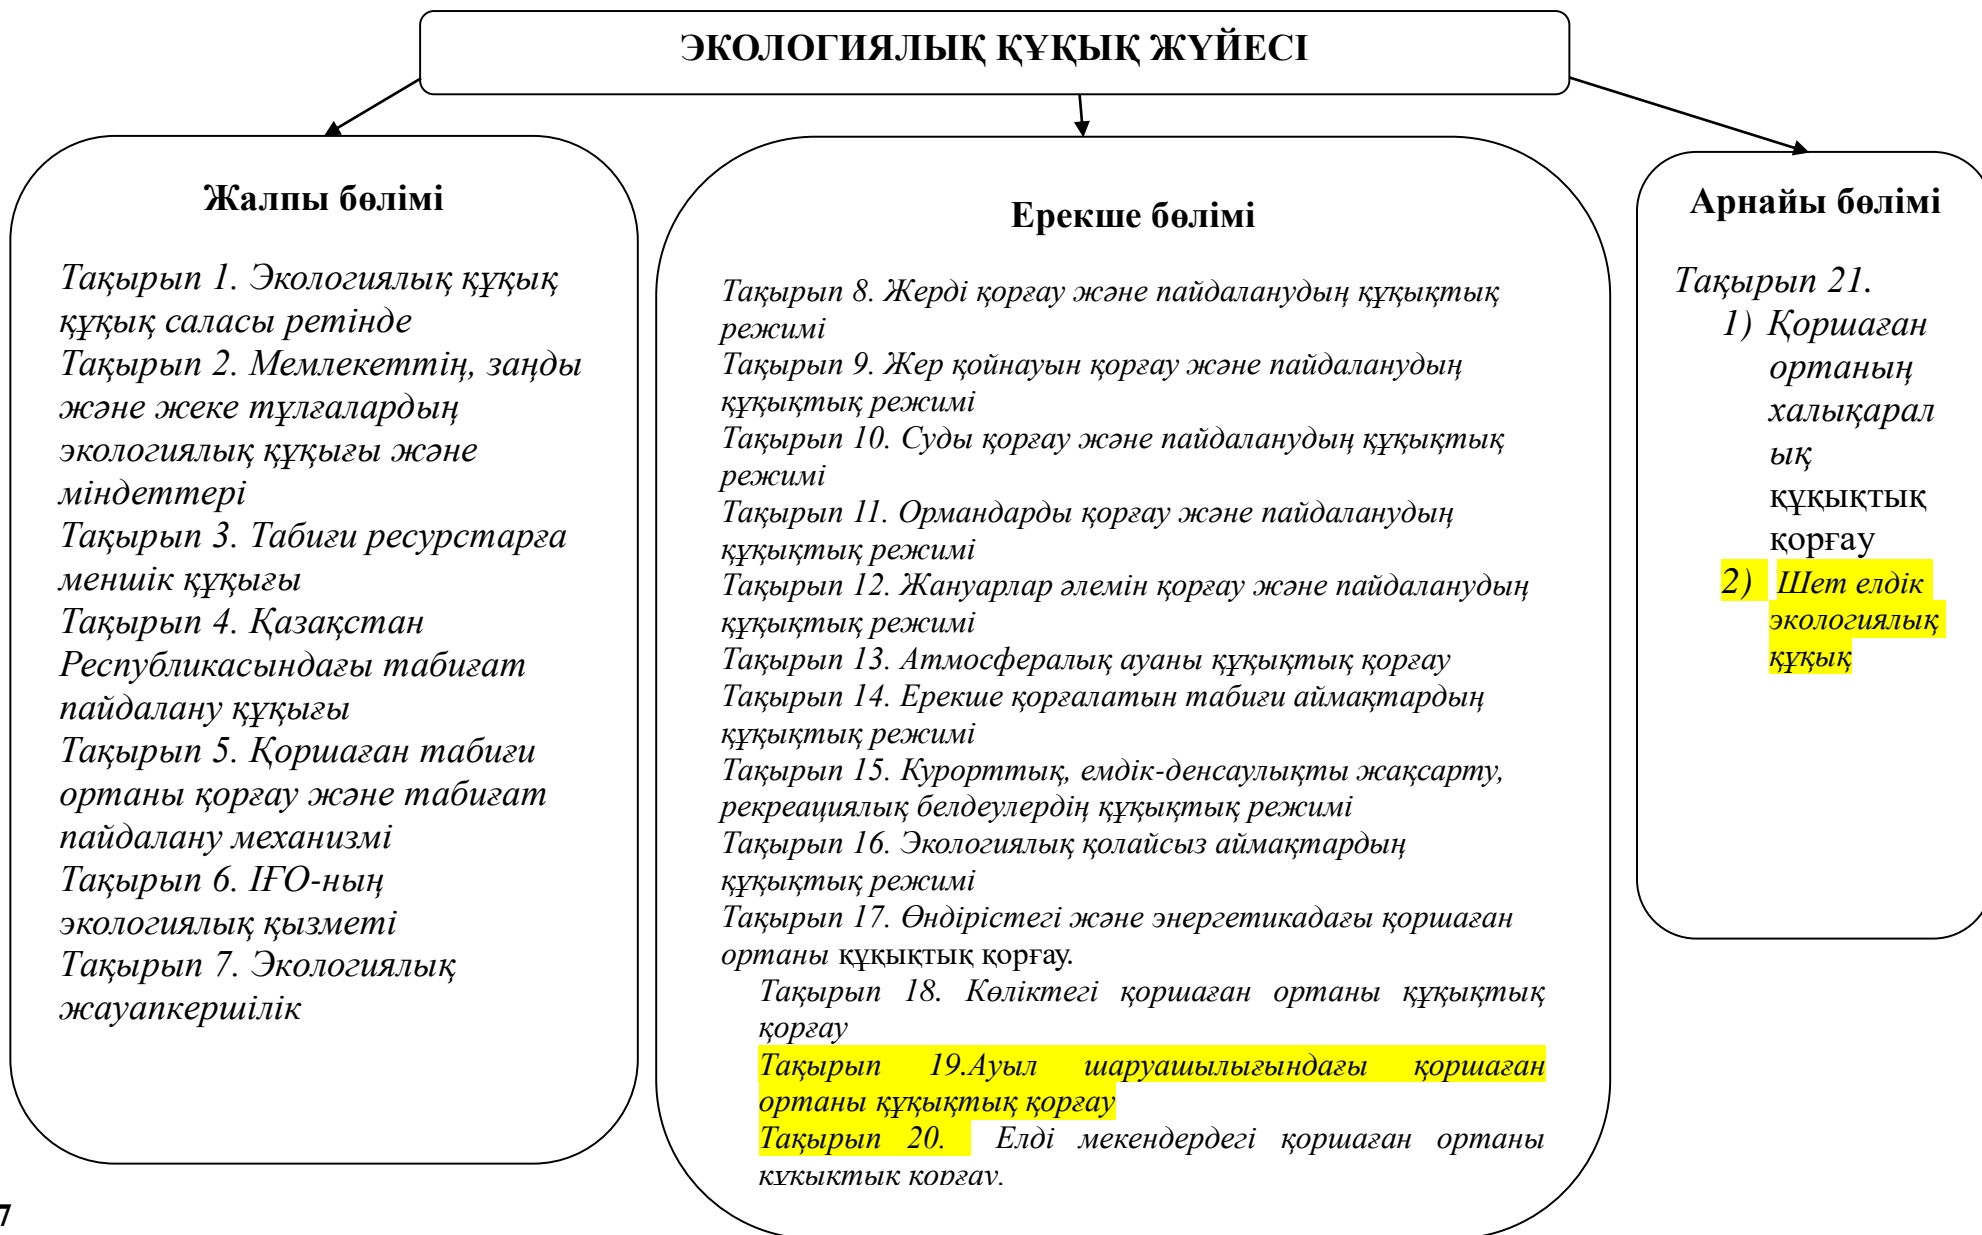 ЭКОЛОГИЯЛЫҚ ҚҰҚЫҚ ЖҮЙЕСІ
Жалпы бөлімі
Тақырып 1. Экологиялық құқық
құқық саласы ретінде
Тақырып 2. Мемлекеттің, заңды
және жеке тұлғалардың
экологиялық құқығы және
міндеттері
Тақырып 3. Табиғи ресурстарға
меншік құқығы
Тақырып 4. Қазақстан
Республикасындағы табиғат
пайдалану құқығы
Тақырып 5. Қоршаған табиғи
ортаны қорғау және табиғат
пайдалану механизмі
Тақырып 6. ІҒО-ның
экологиялық қызметі
Тақырып 7. Экологиялық
жауапкершілік
Ерекше бөлімі
Тақырып 8. Жерді қорғау және пайдаланудың құқықтық
режимі
Тақырып 9. Жер қойнауын қорғау және пайдаланудың
құқықтық режимі
Тақырып 10. Суды қорғау және пайдаланудың құқықтық
режимі
Тақырып 11. Ормандарды қорғау және пайдаланудың
құқықтық режимі
Тақырып 12. Жануарлар әлемін қорғау және пайдаланудың
құқықтық режимі
Тақырып 13. Атмосфералық ауаны құқықтық қорғау
Тақырып 14. Ерекше қорғалатын табиғи аймақтардың
құқықтық режимі
Тақырып 15. Курорттық, емдік-денсаулықты жақсарту,
рекреациялық белдеулердің құқықтық режимі
Тақырып 16. Экологиялық қолайсыз аймақтардың
құқықтық режимі
Тақырып 17. Өндірістегі және энергетикадағы қоршаған
ортаны құқықтық қорғау.
Тақырып 18. Көліктегі қоршаған ортаны құқықтық
қорғау
Тақырып 19.Ауыл шаруашылығындағы қоршаған
ортаны құқықтық қорғау
Тақырып 20. Елді мекендердегі қоршаған ортаны
құқықтық қорғау.
Арнайы бөлімі
Тақырып 21.
1) Қоршаған
ортаның
халықарал
ық
құқықтық
қорғау
2) Шет елдік
экологиялық
құқық
7